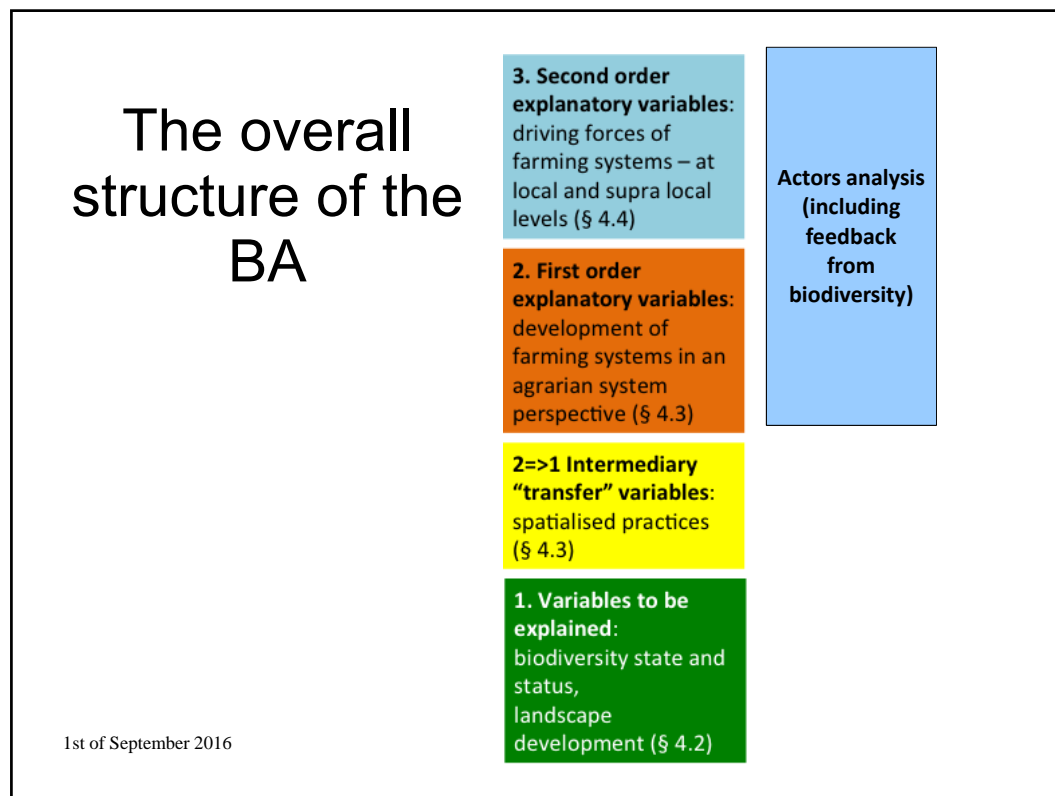 The overall
structure of the
BA
3. Second order
explanatory variables:
driving forces of
farming systems – at
local and supra local
levels (§ 4.4)
Actors analysis
(including
feedback
from
biodiversity)
2. First order
explanatory variables:
development of
farming systems in an
agrarian system
perspective (§ 4.3)
2=>1 Intermediary
“transfer” variables:
spatialised practices
(§ 4.3)
1. Variables to be
explained:
biodiversity state and
status,
landscape
development (§ 4.2)
1st of September 2016